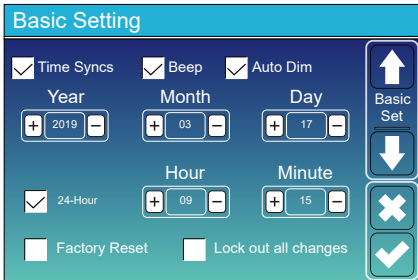 Basic Setting
Time Syncs Beep Auto Dim
Year Month Day
+ 2019 − + 03 − + 17 −
Basic
Set
Hour Minute
24-Hour + 09 − + 15 −
Factory Reset Lock out all changes